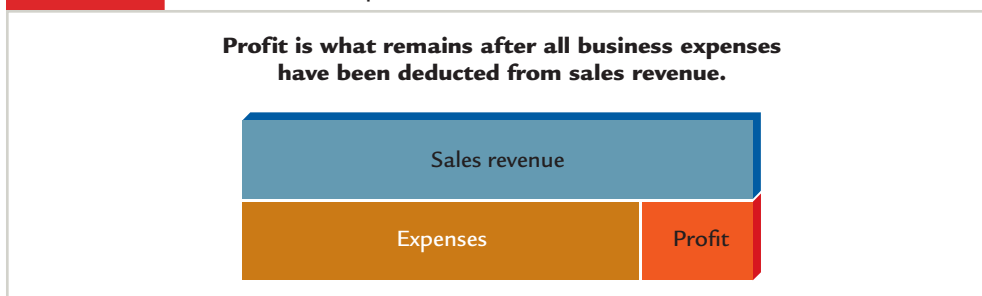 Profit is what remains after all business expenses
have been deducted from sales revenue.
Sales revenue
Expenses
Profit